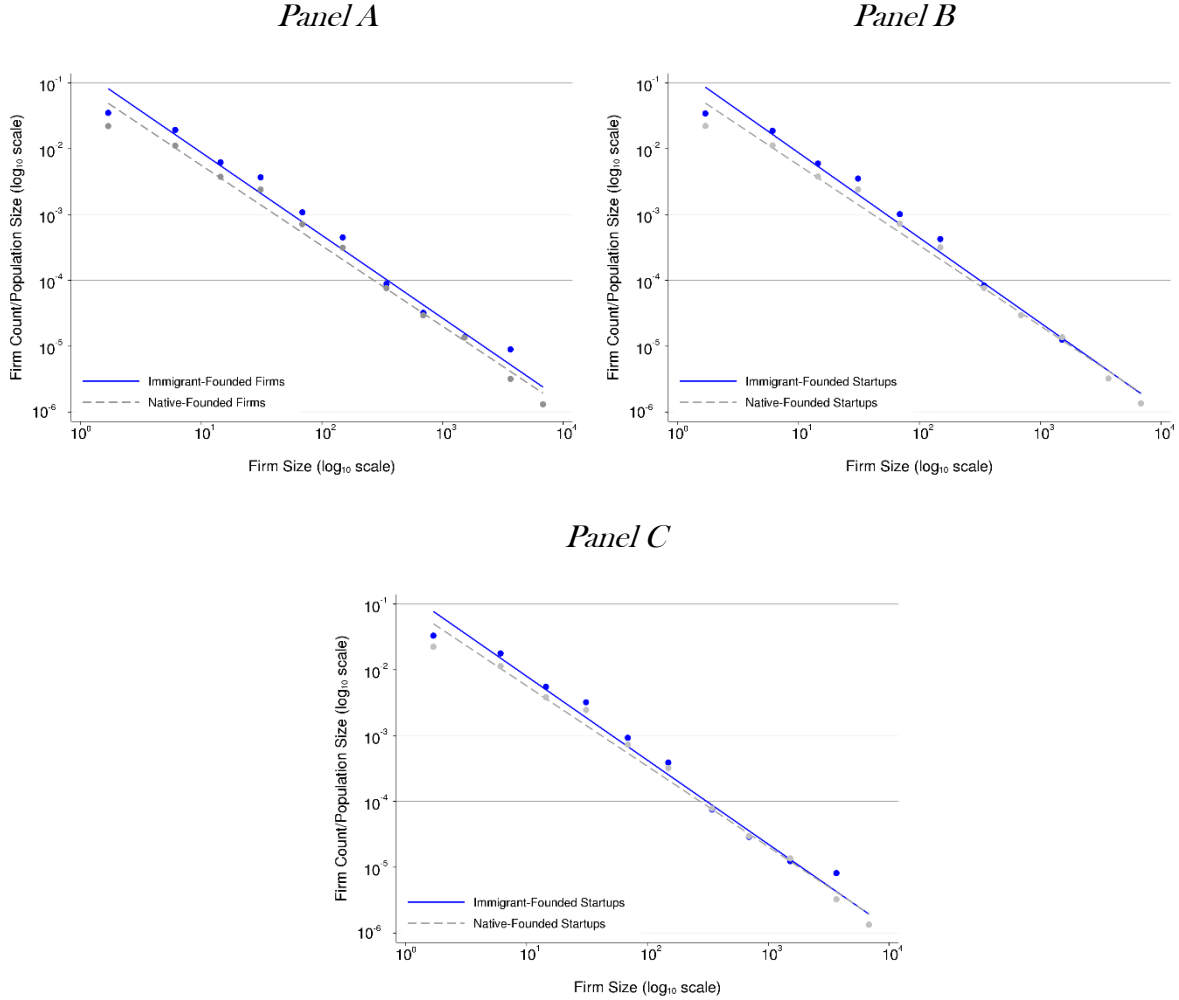 Panel A
Firm Count/Population Size (log₁₀ scale)
10⁻¹
10⁻²
10⁻³
10⁻⁴
10⁻⁵
10⁻⁶
Immigrant-Founded Firms
Native-Founded Firms
10⁰ 10¹ 10² 10³ 10⁴
Firm Size (log₁₀ scale)
Panel B
Firm Count/Population Size (log₁₀ scale)
10⁻¹
10⁻²
10⁻³
10⁻⁴
10⁻⁵
10⁻⁶
Immigrant-Founded Startups
Native-Founded Startups
10⁰ 10¹ 10² 10³ 10⁴
Firm Size (log₁₀ scale)
Panel C
Firm Count/Population Size (log₁₀ scale)
10⁻¹
10⁻²
10⁻³
10⁻⁴
10⁻⁵
10⁻⁶
Immigrant-Founded Startups
Native-Founded Startups
10⁰ 10¹ 10² 10³ 10⁴
Firm Size (log₁₀ scale)